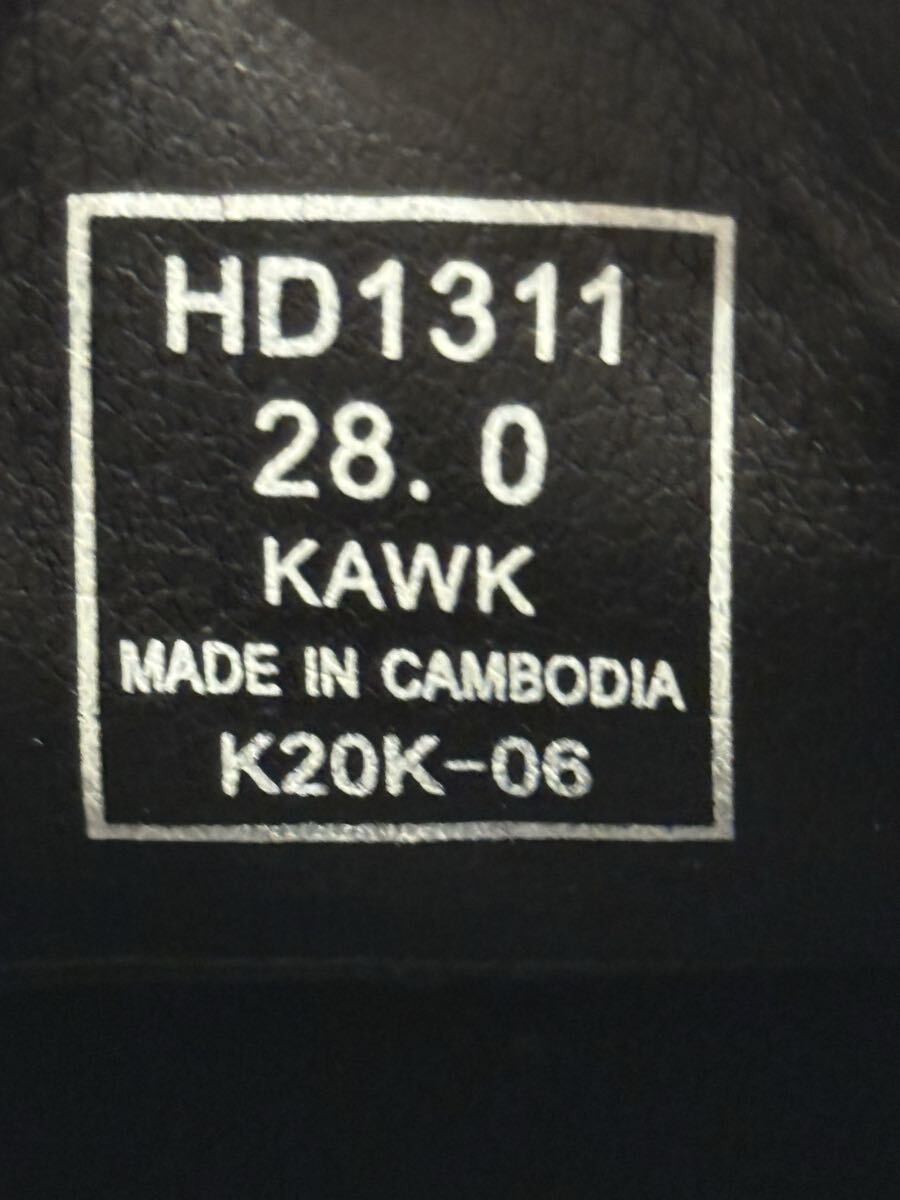 HD1311
28.0
KAWK
MADE IN CAMBODIA
K20K-06